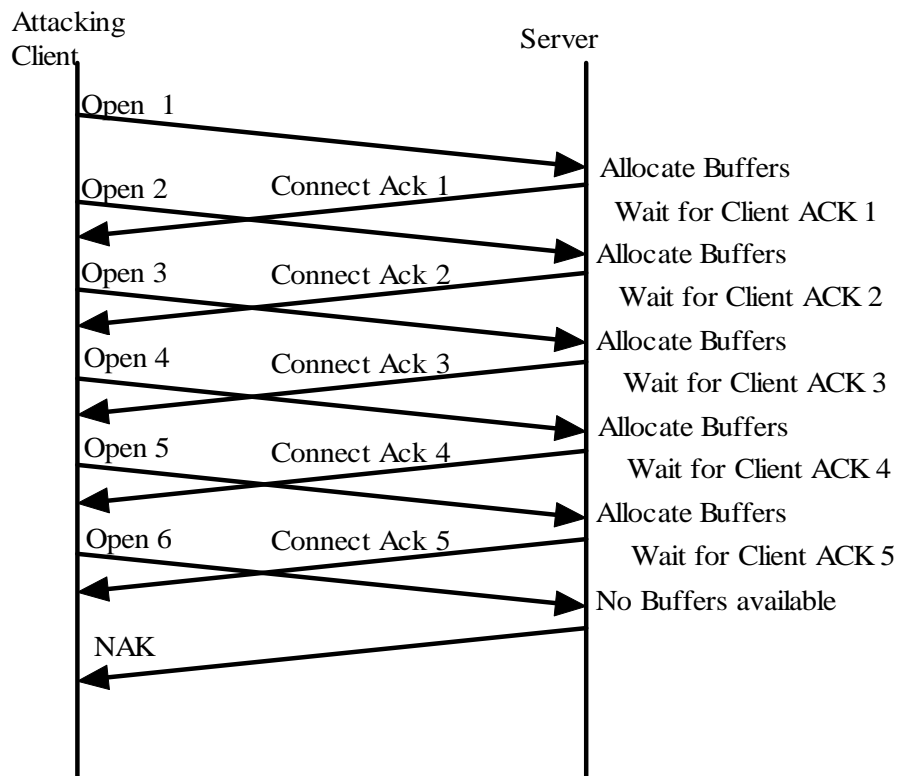 Attacking
Client
Server
Open 1
Allocate Buffers
Connect Ack 1
Open 2
Wait for Client ACK 1
Allocate Buffers
Open 3
Connect Ack 2
Wait for Client ACK 2
Allocate Buffers
Open 4
Connect Ack 3
Wait for Client ACK 3
Allocate Buffers
Open 5
Connect Ack 4
Wait for Client ACK 4
Allocate Buffers
Open 6
Connect Ack 5
Wait for Client ACK 5
No Buffers available
NAK